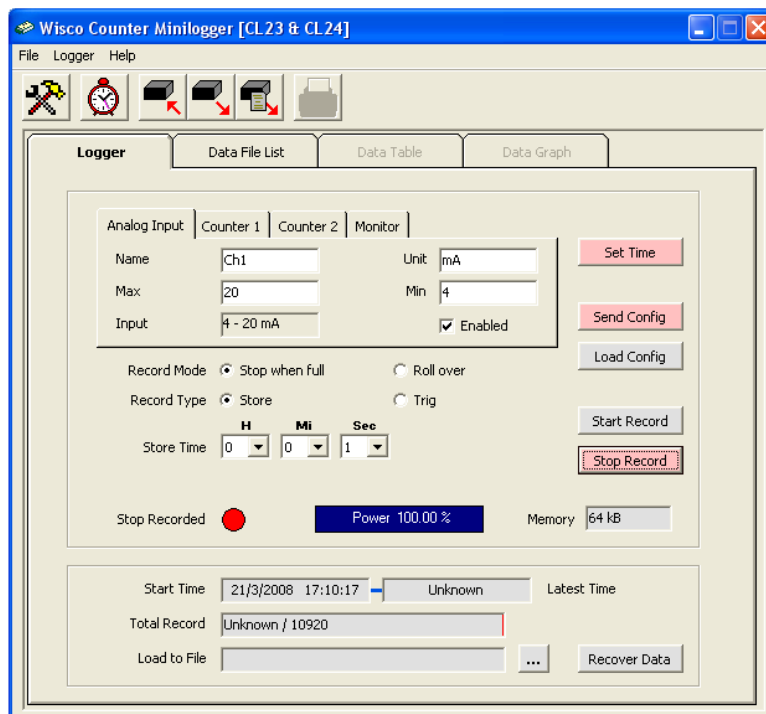 Wisco Counter Minilogger [CL23 & CL24]
File Logger Help
Logger Data File List Data Table Data Graph
Analog Input Counter 1 Counter 2 Monitor
Name Ch1 Unit mA Set Time
Max 20 Min 4
Input 4 - 20 mA Enabled Send Config
Load Config
Record Mode Stop when full Roll over
Record Type Store Trig
H Mi Sec Start Record
Store Time 0 0 1
Stop Record
Stop Recorded Power 100.00 % Memory 64 kB
Start Time 21/3/2008 17:10:17 Unknown Latest Time
Total Record Unknown / 10920
Load to File ... Recover Data